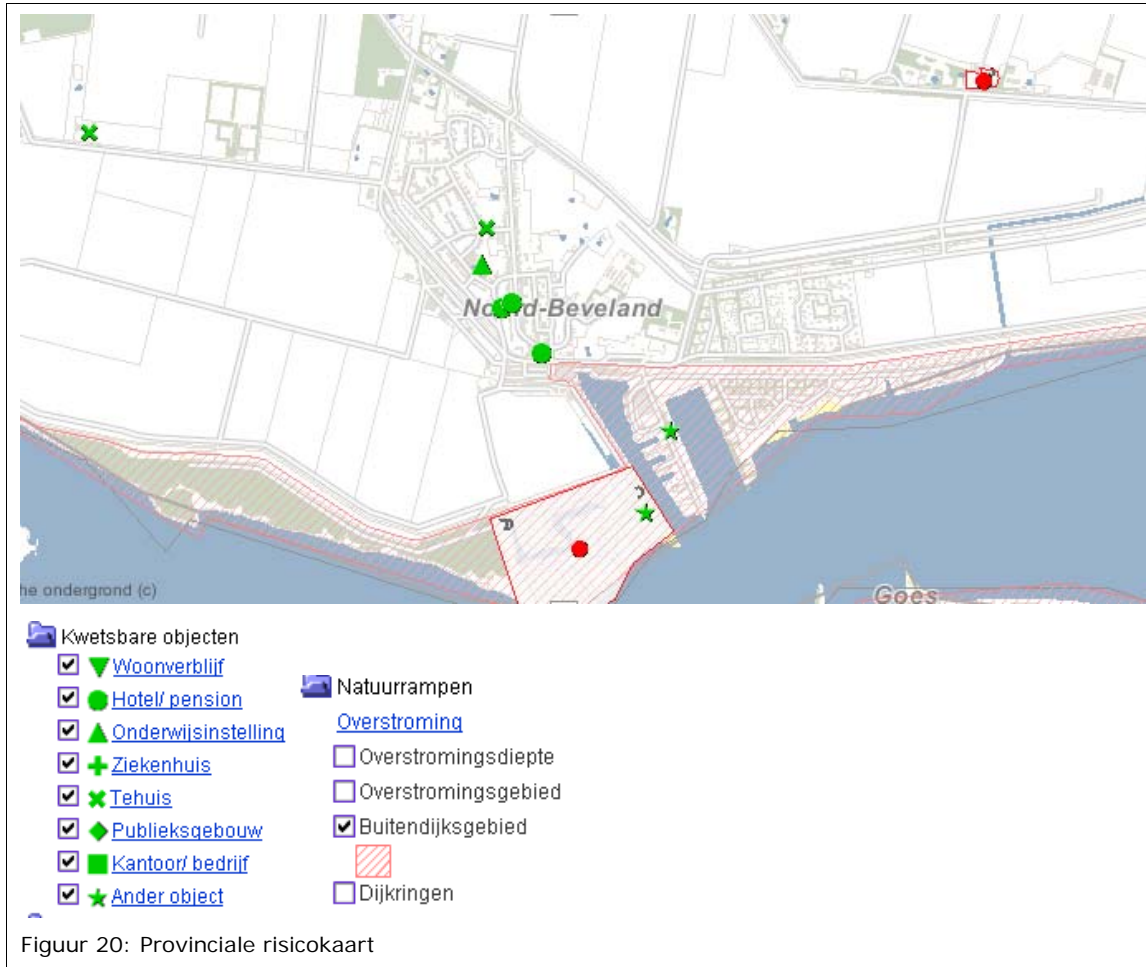 Noord-Beveland
Goes
he ondergrond (c)
Kwetsbare objecten
Woonverblijf
Hotel/ pension
Onderwijsinstelling
Ziekenhuis
Tehuis
Publieksgebouw
Kantoor/ bedrijf
Ander object
Natuurrampen
Overstroming
Overstromingsdiepte
Overstromingsgebied
Buitendijksgebied
Dijkringen
Figuur 20: Provinciale risicokaart